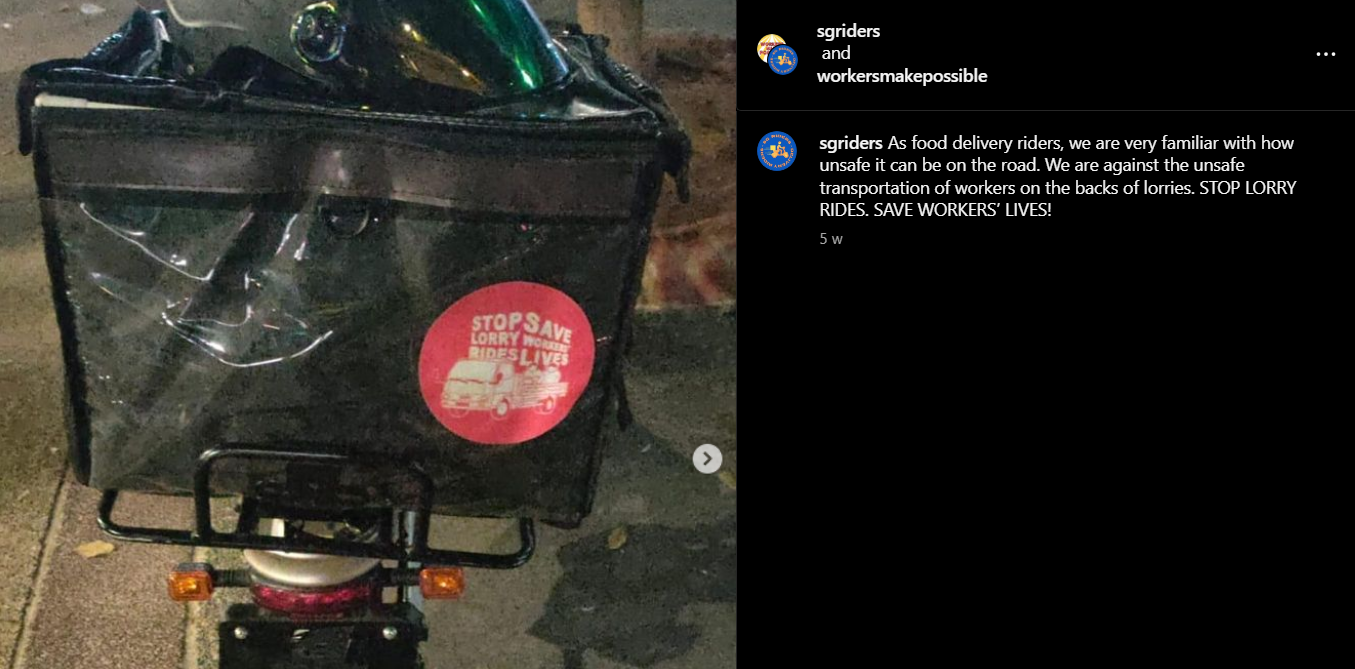 sgriders
and
workersmakepossible
sgriders As food delivery riders, we are very familiar with how
unsafe it can be on the road. We are against the unsafe
transportation of workers on the backs of lorries. STOP LORRY
RIDES. SAVE WORKERS’ LIVES!
5 w
STOP SAVE
LORRY WORKERS'
RIDES LIVES